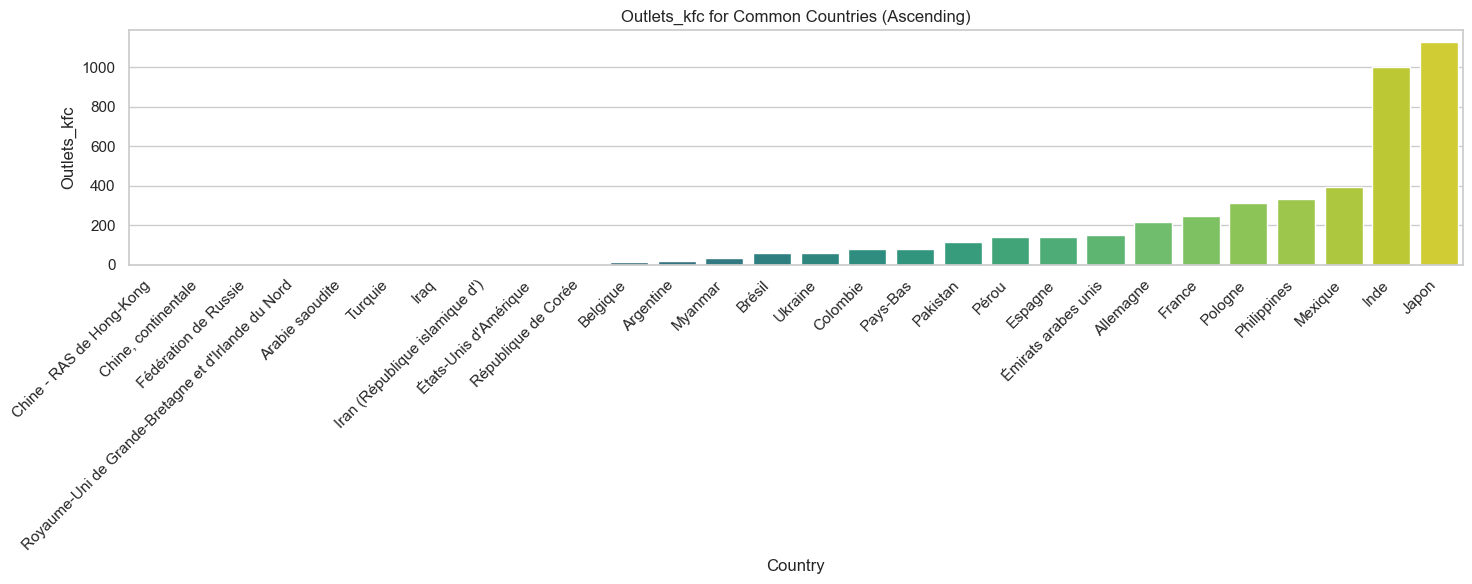 Outlets_kfc for Common Countries (Ascending)
Outlets_kfc
1000
800
600
400
200
0
Chine - RAS de Hong-Kong
Chine, continentale
Fédération de Russie
Royaume-Uni de Grande-Bretagne et d'Irlande du Nord
Arabie saoudite
Turquie
Iraq
Iran (République islamique d')
États-Unis d'Amérique
République de Corée
Belgique
Argentine
Myanmar
Brésil
Ukraine
Colombie
Pays-Bas
Pakistan
Pérou
Espagne
Émirats arabes unis
Allemagne
France
Pologne
Philippines
Mexique
Inde
Japon
Country